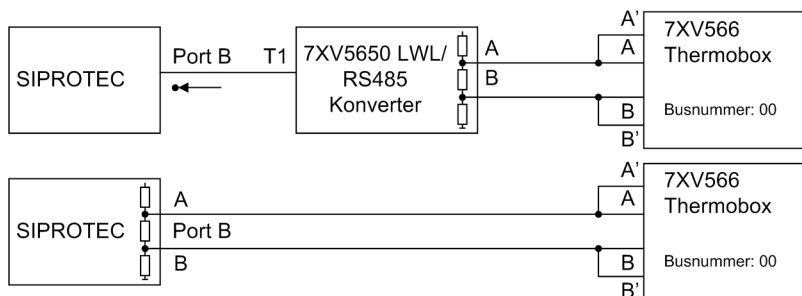 SIPROTEC
Port B
T1
7XV5650 LWL/
RS485
Konverter
A
B
A'
A
B
B'
7XV566
Thermobox
Busnummer: 00
SIPROTEC
A
Port B
B
A'
A
B
B'
7XV566
Thermobox
Busnummer: 00